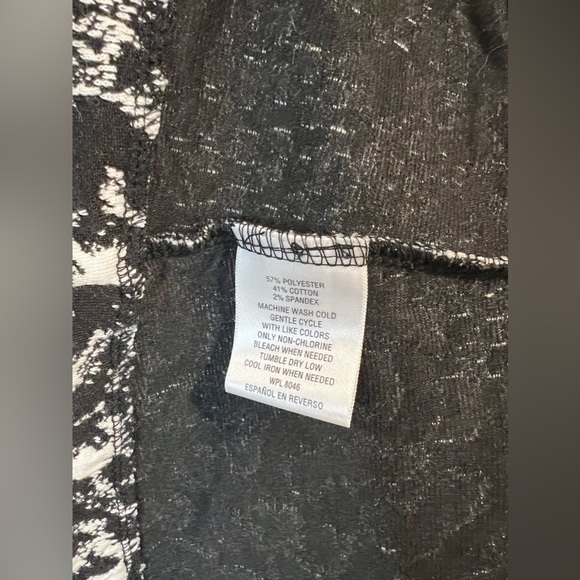 57% POLYESTER
41% COTTON
2% SPANDEX
MACHINE WASH COLD
GENTLE CYCLE
WITH LIKE COLORS
ONLY NON-CHLORINE
BLEACH WHEN NEEDED
TUMBLE DRY LOW
COOL IRON WHEN NEEDED
WPL 8046
ESPAÑOL EN REVERSO